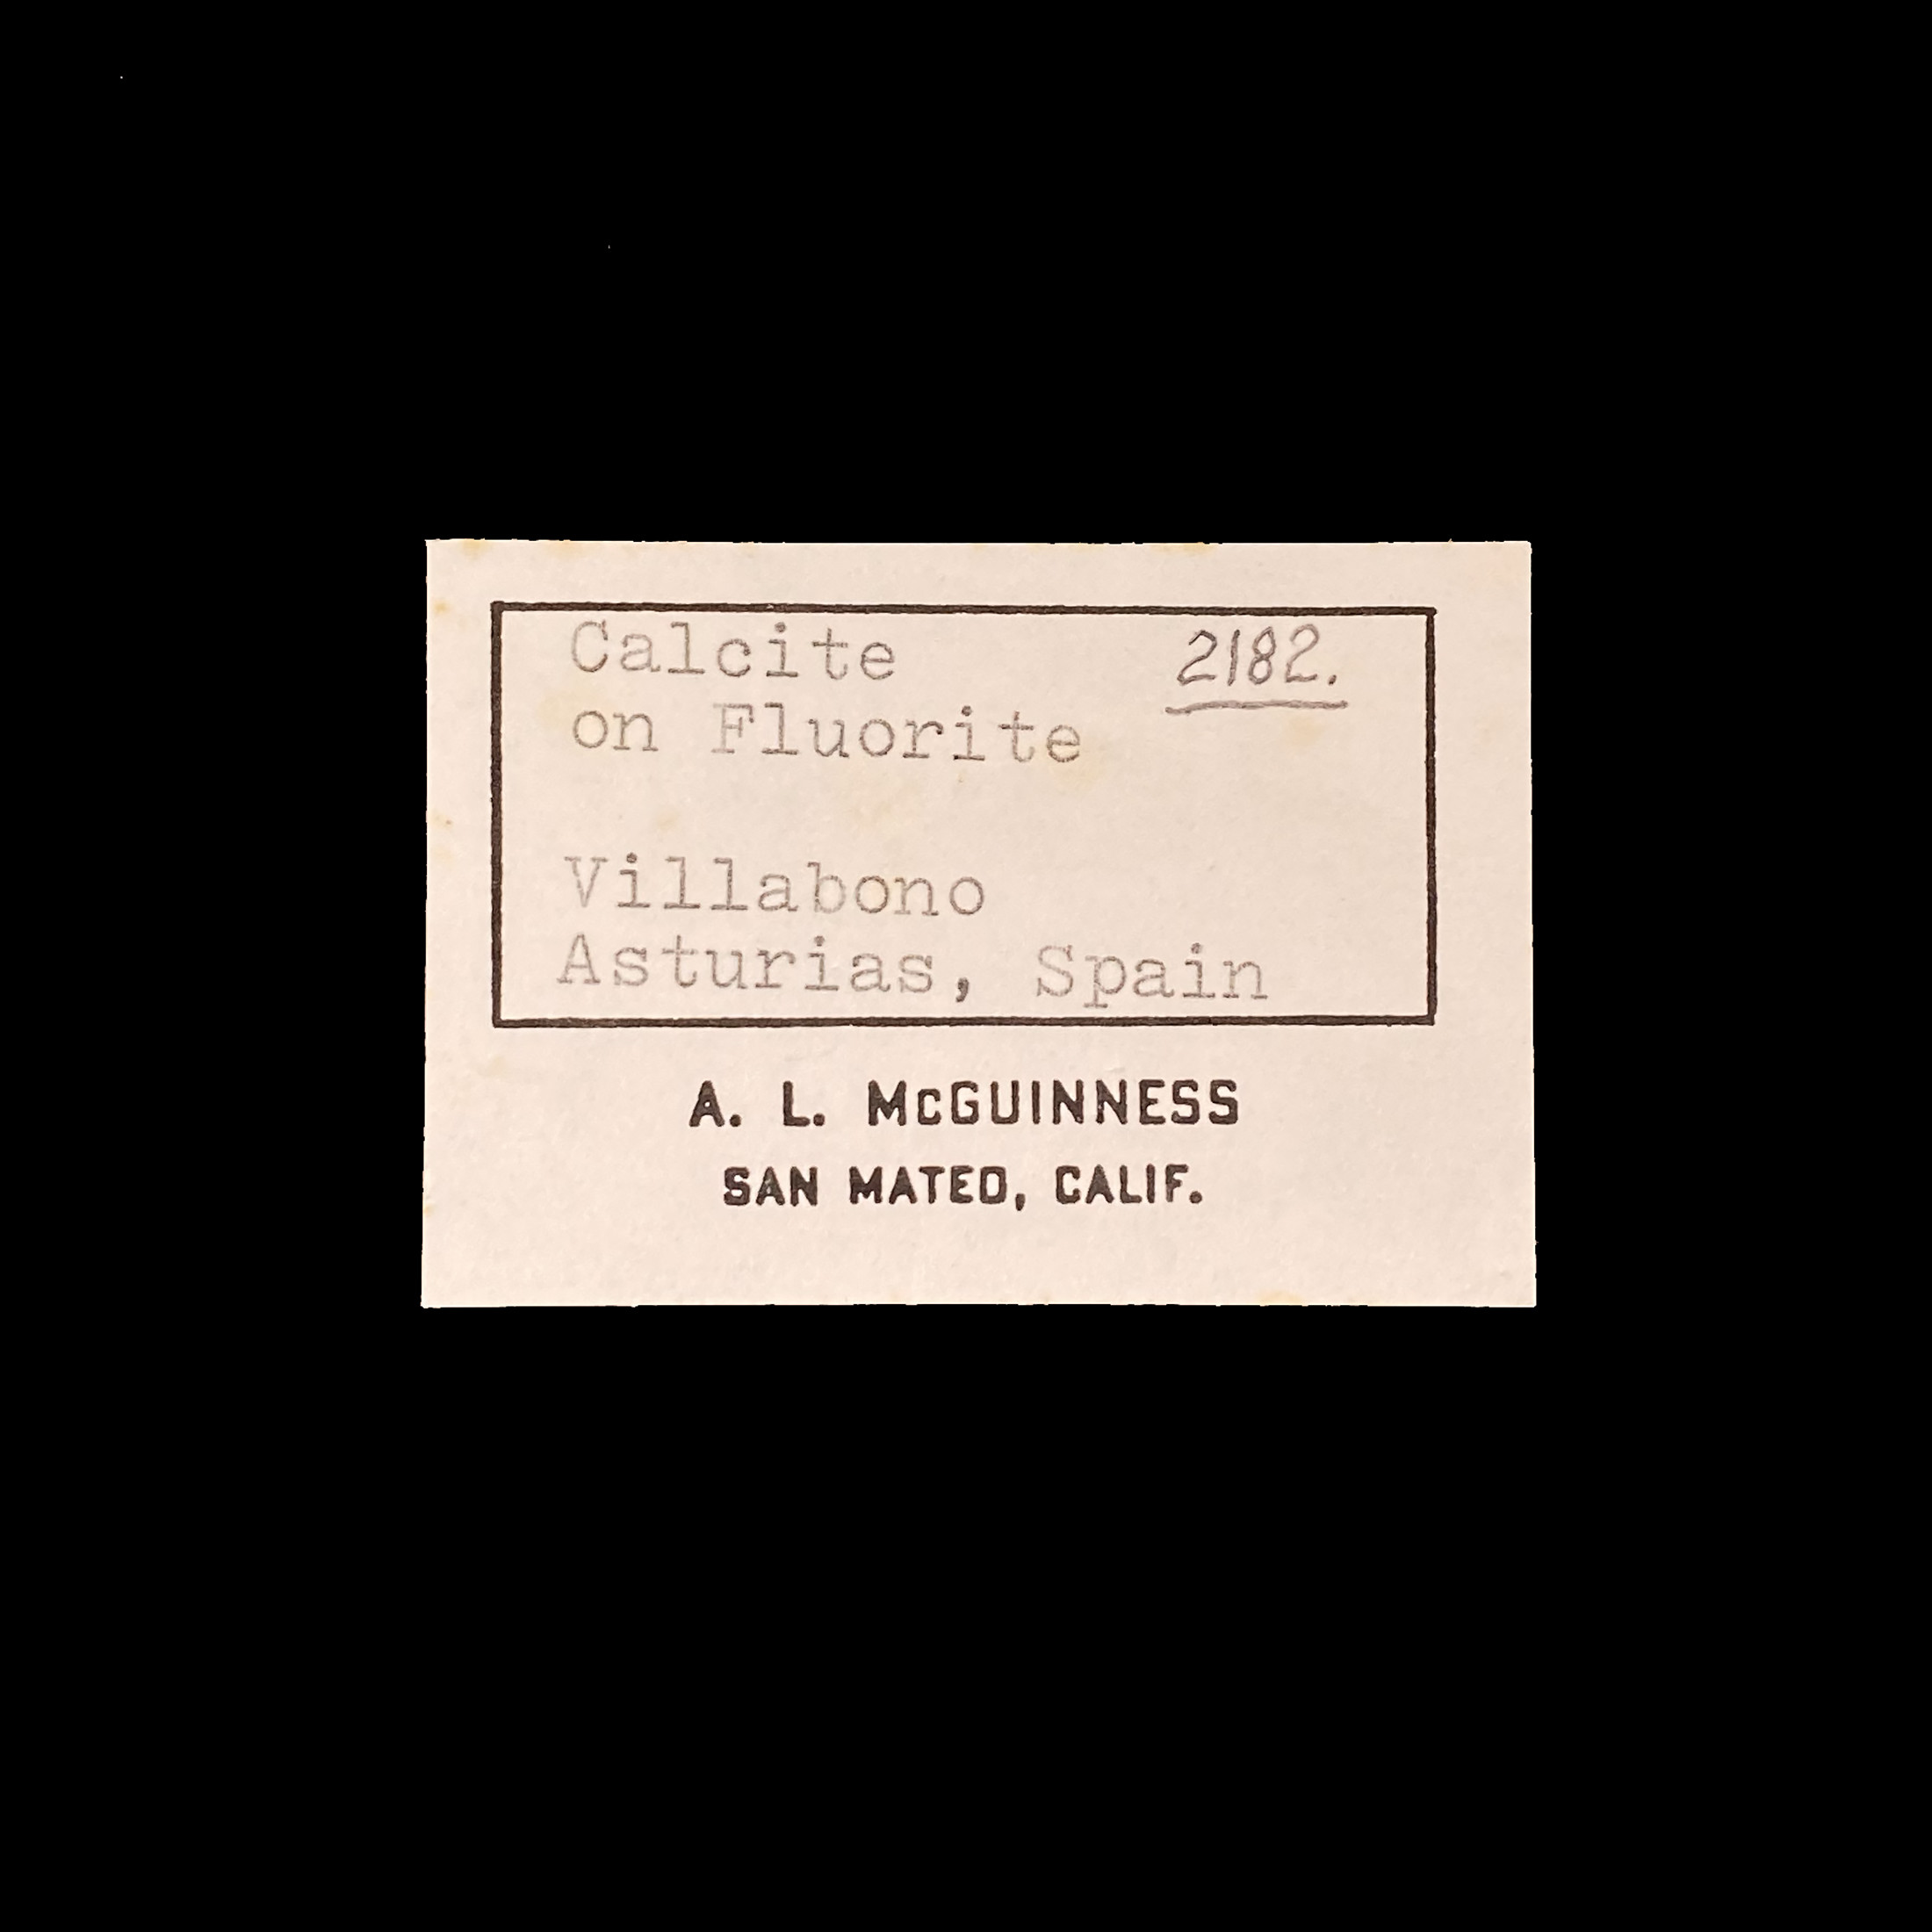 Calcite 2182.
on Fluorite
Villabono
Asturias, Spain
A. L. McGUINNESS
SAN MATEO, CALIF.